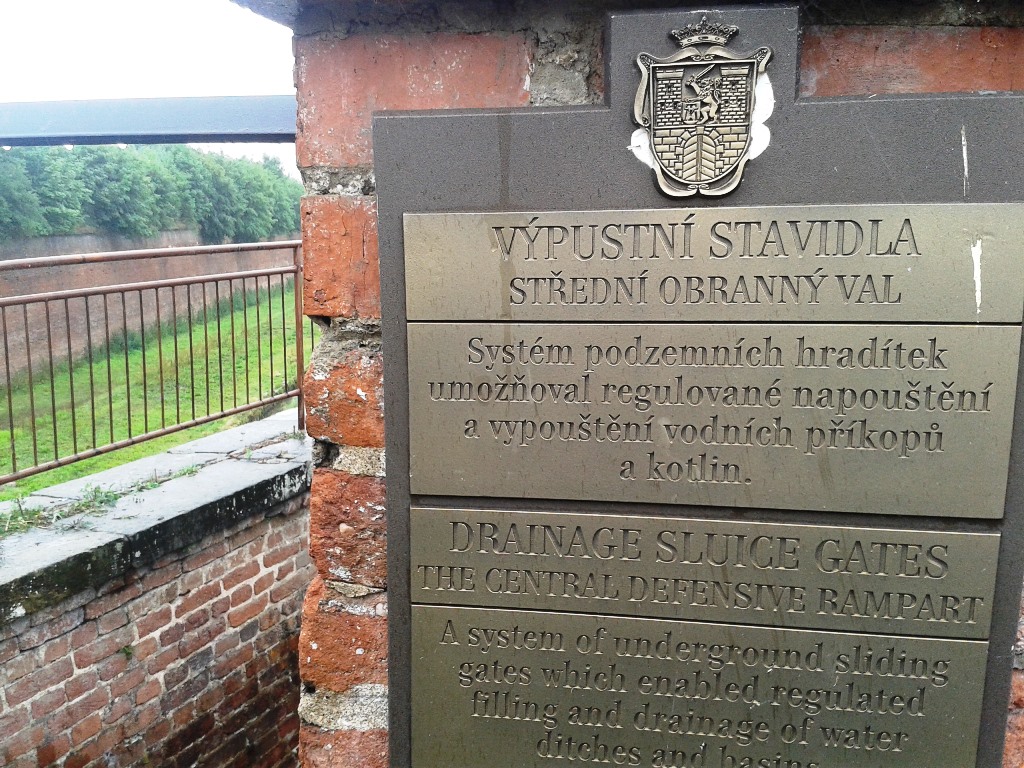 VÝPUSTNÍ STAVIDLA
STŘEDNÍ OBRANNÝ VAL
Systém podzemních hradítek
umožňoval regulované napouštění
a vypouštění vodních příkopů
a kotlin.
DRAINAGE SLUICE GATES
THE CENTRAL DEFENSIVE RAMPART
A system of underground sliding
gates which enabled regulated
filling and drainage of water
ditches and basins.